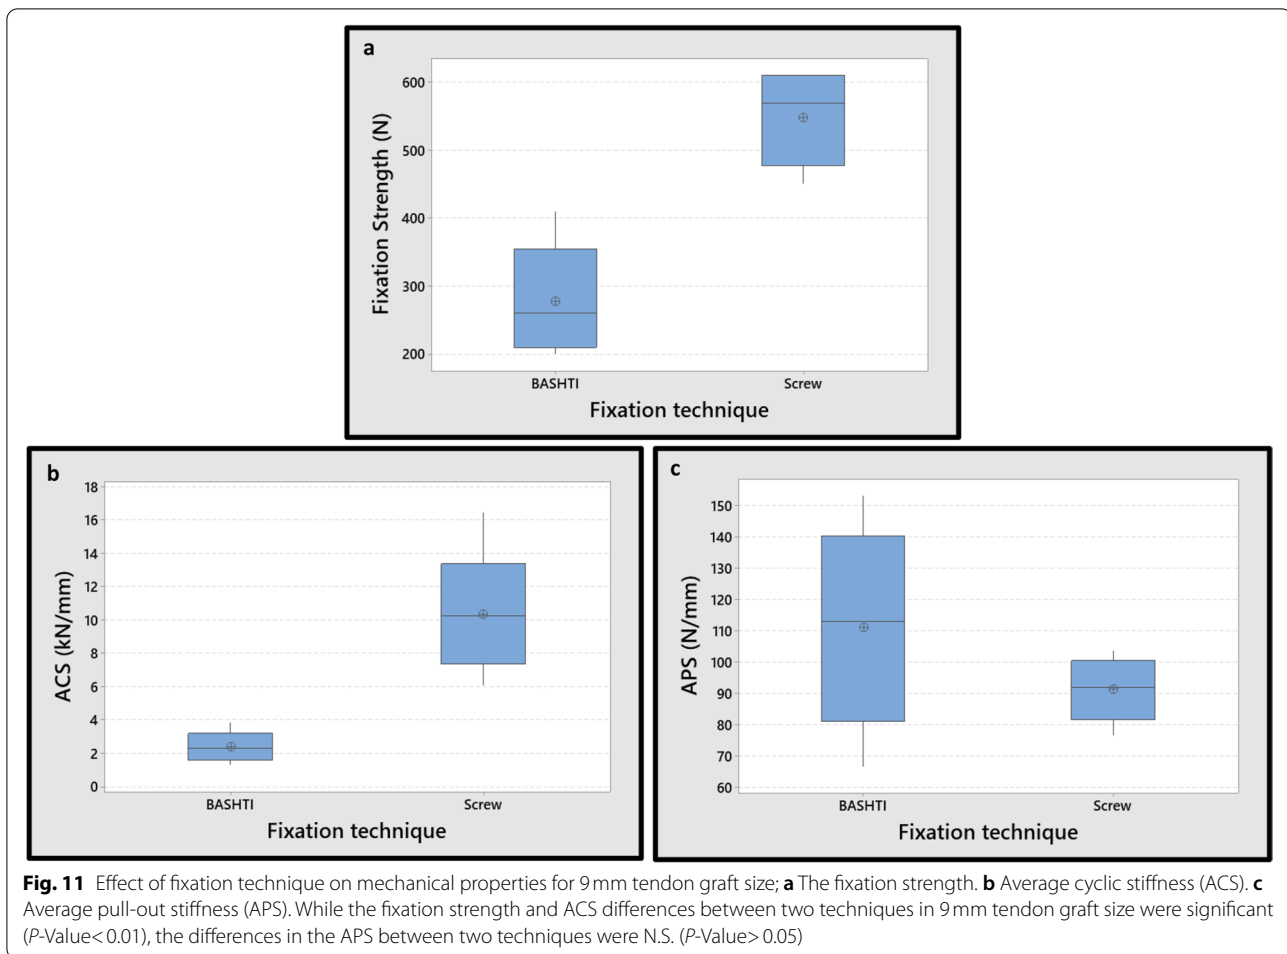 a
600
500
400
300
200
Fixation Strength (N)
BASHTI
Screw
Fixation technique
b
18
16
14
12
10
8
6
4
2
0
ACS (kN/mm)
BASHTI
Screw
Fixation technique
c
150
140
130
120
110
100
90
80
70
60
APS (N/mm)
BASHTI
Screw
Fixation technique
Fig. 11 Effect of fixation technique on mechanical properties for 9 mm tendon graft size; a The fixation strength. b Average cyclic stiffness (ACS). c
Average pull-out stiffness (APS). While the fixation strength and ACS differences between two techniques in 9 mm tendon graft size were significant
(P-Value< 0.01), the differences in the APS between two techniques were N.S. (P-Value> 0.05)